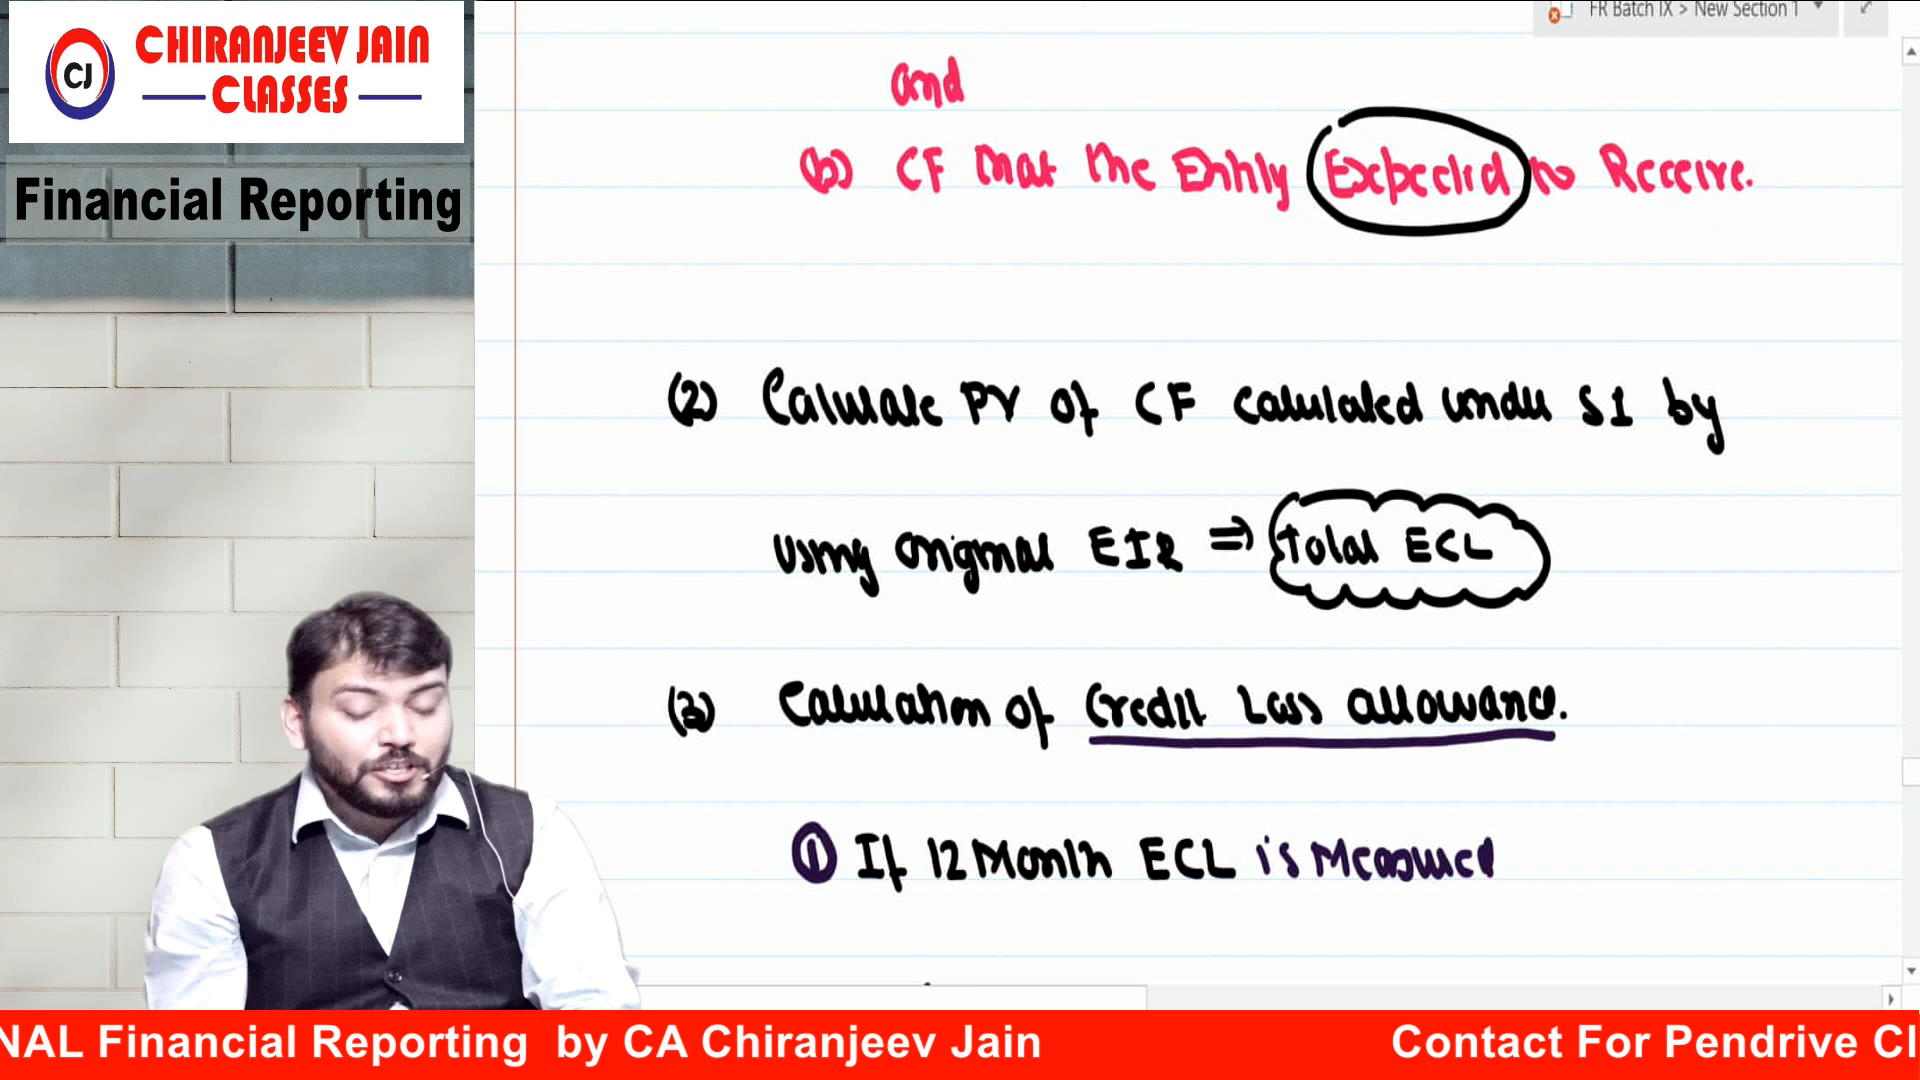 CHIRANJEEV JAIN
CJ
CLASSES
Financial Reporting
FR Batch IX > New Section 1
and
(b) CF that the Entity Expected to Receive.
(2) Calculate PV of CF calculated under S1 by
using original EIR ⇒ Total ECL
(3) Calculation of Credit Loss allowance.
① If 12 Month ECL is Measured
NAL Financial Reporting by CA Chiranjeev Jain
Contact For Pendrive Cl